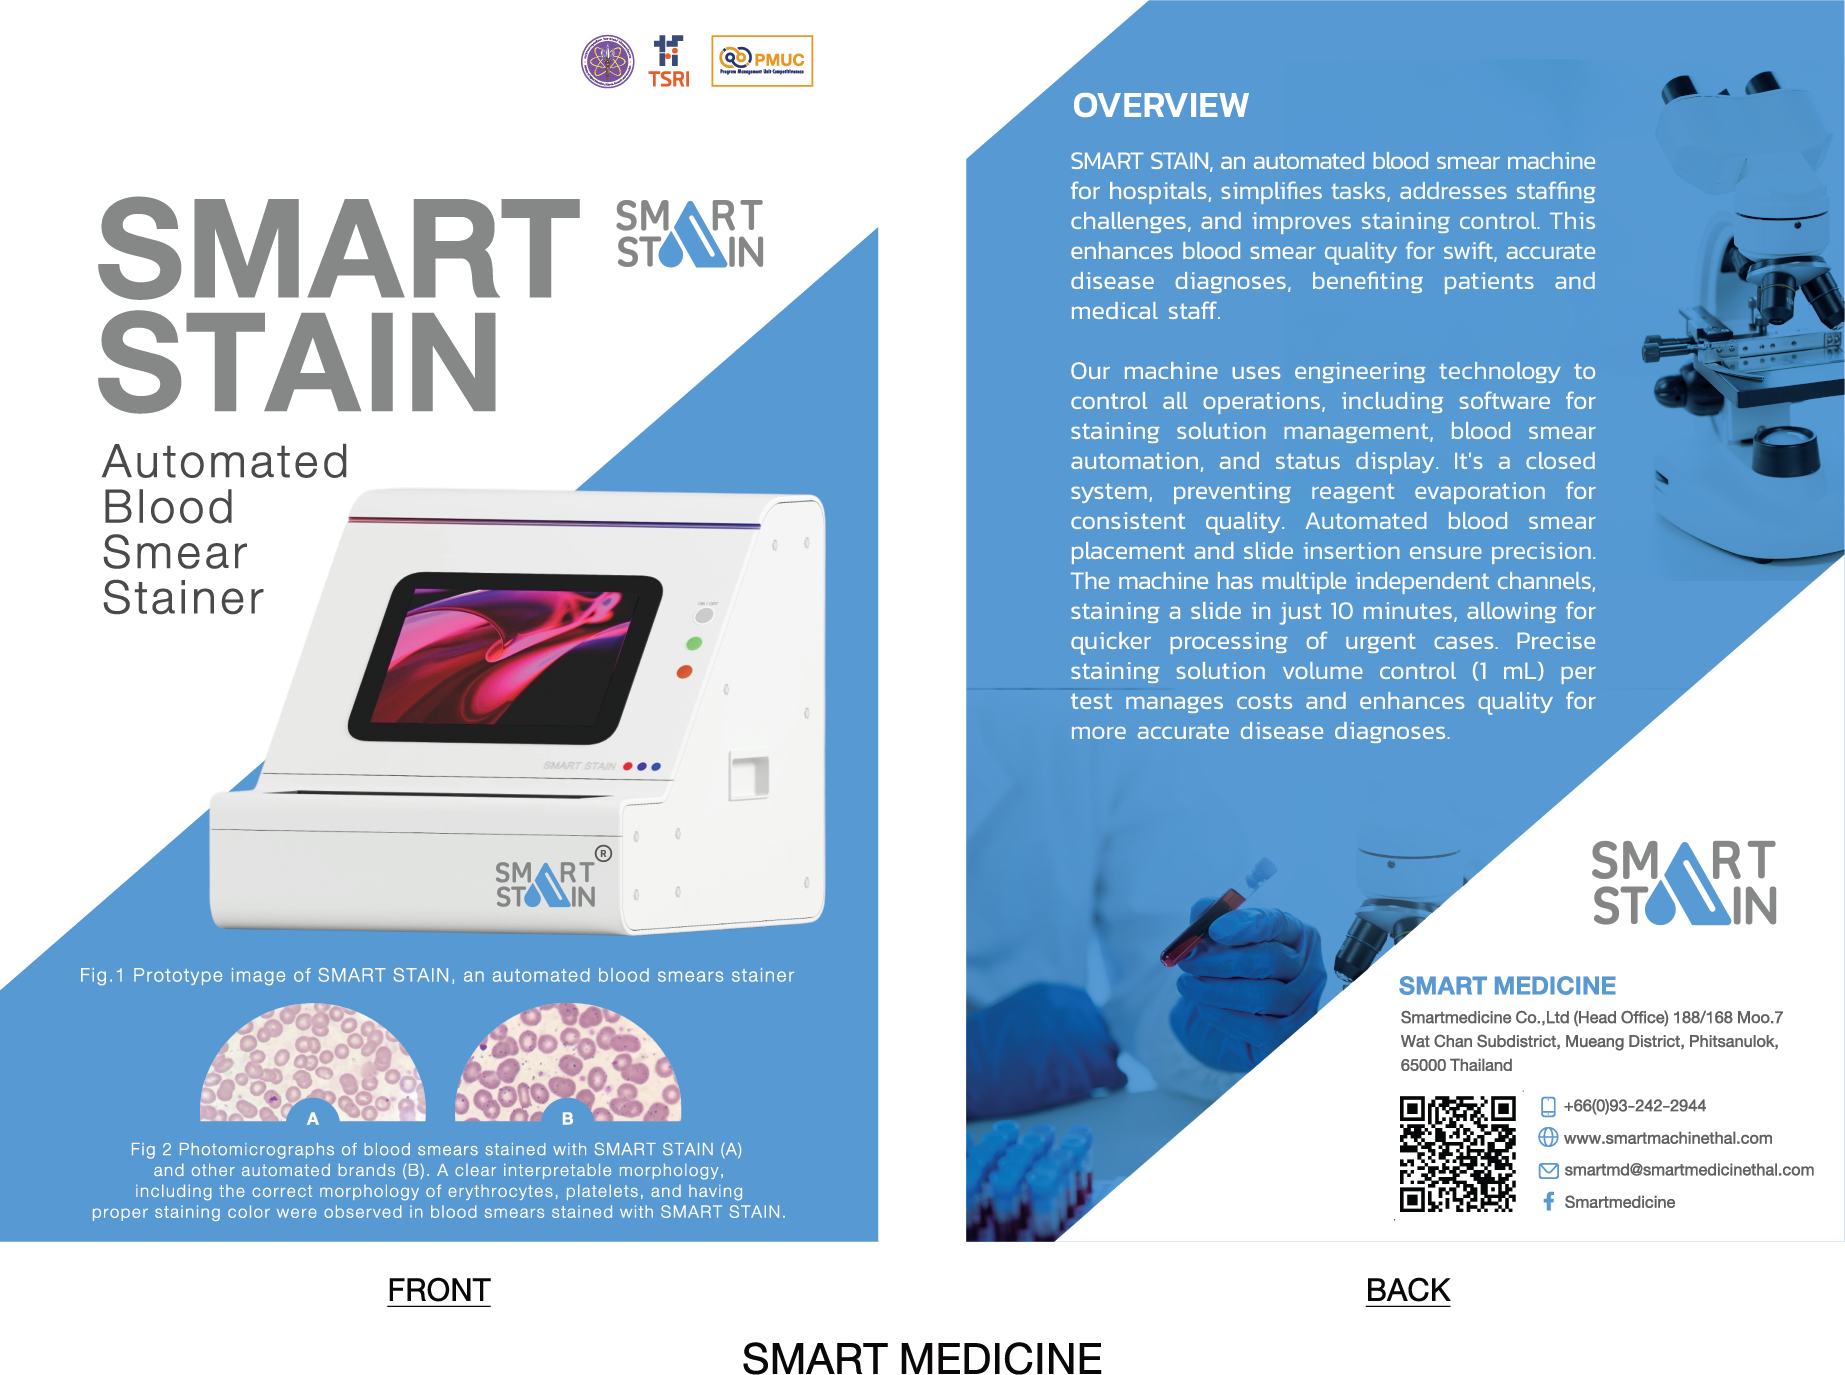 TSRI
PMUC
Program Management Unit Competitiveness
SMART
STAIN
SMART
STAIN
Automated
Blood
Smear
Stainer
ON / OFF
SMART STAIN
SMART
STAIN
R
Fig.1 Prototype image of SMART STAIN, an automated blood smears stainer
A
B
Fig 2 Photomicrographs of blood smears stained with SMART STAIN (A)
and other automated brands (B). A clear interpretable morphology,
including the correct morphology of erythrocytes, platelets, and having
proper staining color were observed in blood smears stained with SMART STAIN.
FRONT
OVERVIEW
SMART STAIN, an automated blood smear machine
for hospitals, simplifies tasks, addresses staffing
challenges, and improves staining control. This
enhances blood smear quality for swift, accurate
disease diagnoses, benefiting patients and
medical staff.
Our machine uses engineering technology to
control all operations, including software for
staining solution management, blood smear
automation, and status display. It's a closed
system, preventing reagent evaporation for
consistent quality. Automated blood smear
placement and slide insertion ensure precision.
The machine has multiple independent channels,
staining a slide in just 10 minutes, allowing for
quicker processing of urgent cases. Precise
staining solution volume control (1 mL) per
test manages costs and enhances quality for
more accurate disease diagnoses.
SMART
STAIN
SMART MEDICINE
Smartmedicine Co.,Ltd (Head Office) 188/168 Moo.7
Wat Chan Subdistrict, Mueang District, Phitsanulok,
65000 Thailand
+66(0)93-242-2944
www.smartmachinethal.com
smartmd@smartmedicinethal.com
Smartmedicine
BACK
SMART MEDICINE